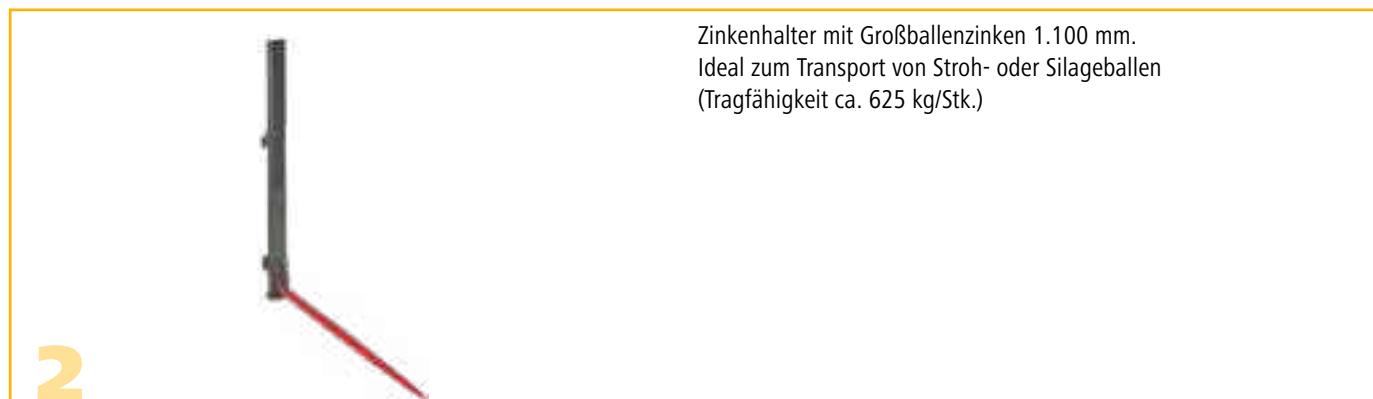 Zinkenhalter mit Großballenzinken 1.100 mm.
Ideal zum Transport von Stroh- oder Silageballen
(Tragfähigkeit ca. 625 kg/Stk.)
2